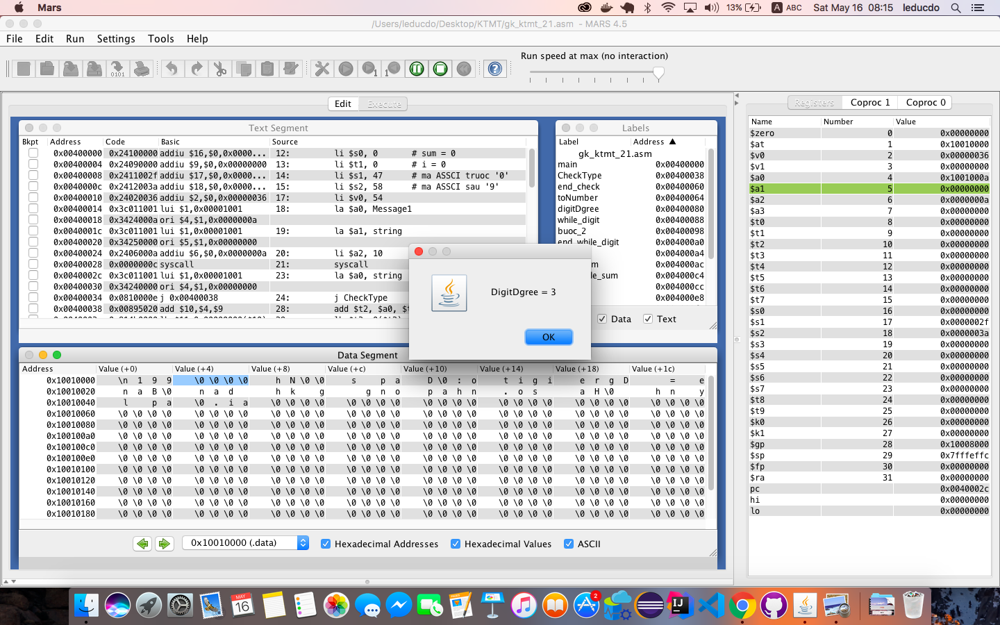 Mars 13% ABC Sat May 16 08:15 leducdo
/Users/leducdo/Desktop/KTMT/gk_ktmt_21.asm - MARS 4.5
File Edit Run Settings Tools Help
Run speed at max (no interaction)
Edit Execute
Registers Coproc 1 Coproc 0
Text Segment
Bkpt Address Code Basic Source
0x00400000 0x24100000 addiu $16,$0,0x0000... 12: li $s0, 0 # sum = 0
0x00400004 0x24090000 addiu $9,$0,0x00000000 13: li $t1, 0 # i = 0
0x00400008 0x2411002f addiu $17,$0,0x0000... 14: li $s1, 47 # ma ASSCI truoc '0'
0x0040000c 0x2412003a addiu $18,$0,0x0000... 15: li $s2, 58 # ma ASSCI sau '9'
0x00400010 0x24020036 addiu $2,$0,0x00000036 17: li $v0, 54
0x00400014 0x3c011001 lui $1,0x00001001 18: la $a0, Message1
0x00400018 0x3424000a ori $4,$1,0x0000000a
0x0040001c 0x3c011001 lui $1,0x00001001 19: la $a1, string
0x00400020 0x34250000 ori $5,$1,0x00000000
0x00400024 0x2406000a addiu $6,$0,0x0000000a 20: li $a2, 10
0x00400028 0x0000000c syscall 21: syscall
0x0040002c 0x3c011001 lui $1,0x00001001 23: la $a0, string
0x00400030 0x34240000 ori $4,$1,0x00000000
0x00400034 0x0810000e j 0x00400038 24: j CheckType
0x00400038 0x00895020 add $10,$4,$9 28: add $t2, $a0,
Labels
Label Address ▲
gk_ktmt_21.asm
main 0x00400000
CheckType 0x00400038
end_check 0x00400060
toNumber 0x00400064
digitDgree 0x00400080
while_digit 0x00400088
buoc_2 0x00400098
end_while_digit 0x004000a0
0x004000a4
0x004000ac
0x004000c4
0x004000cc
0x004000e8
Data Text
DigitDgree = 3
OK
Data Segment
Address Value (+0) Value (+4) Value (+8) Value (+c) Value (+10) Value (+14) Value (+18) Value (+1c)
0x10010000 \n 1 9 9 \0 \0 \0 \0 h N \0 \0 s p a D \0 : o t i g i e r g D = e
0x10010020 n a B \0 n a d h k g g n o p a h n . o s a H \0 h n y
0x10010040 l p a \0 . i a \0 \0 \0 \0 \0 \0 \0 \0 \0 \0 \0 \0 \0 \0 \0 \0 \0 \0 \0 \0 \0 \0 \0 \0
0x10010060 \0 \0 \0 \0 \0 \0 \0 \0 \0 \0 \0 \0 \0 \0 \0 \0 \0 \0 \0 \0 \0 \0 \0 \0 \0 \0 \0 \0 \0 \0 \0 \0
0x10010080 \0 \0 \0 \0 \0 \0 \0 \0 \0 \0 \0 \0 \0 \0 \0 \0 \0 \0 \0 \0 \0 \0 \0 \0 \0 \0 \0 \0 \0 \0 \0 \0
0x100100a0 \0 \0 \0 \0 \0 \0 \0 \0 \0 \0 \0 \0 \0 \0 \0 \0 \0 \0 \0 \0 \0 \0 \0 \0 \0 \0 \0 \0 \0 \0 \0 \0
0x100100c0 \0 \0 \0 \0 \0 \0 \0 \0 \0 \0 \0 \0 \0 \0 \0 \0 \0 \0 \0 \0 \0 \0 \0 \0 \0 \0 \0 \0 \0 \0 \0 \0
0x100100e0 \0 \0 \0 \0 \0 \0 \0 \0 \0 \0 \0 \0 \0 \0 \0 \0 \0 \0 \0 \0 \0 \0 \0 \0 \0 \0 \0 \0 \0 \0 \0 \0
0x10010100 \0 \0 \0 \0 \0 \0 \0 \0 \0 \0 \0 \0 \0 \0 \0 \0 \0 \0 \0 \0 \0 \0 \0 \0 \0 \0 \0 \0 \0 \0 \0 \0
0x10010120 \0 \0 \0 \0 \0 \0 \0 \0 \0 \0 \0 \0 \0 \0 \0 \0 \0 \0 \0 \0 \0 \0 \0 \0 \0 \0 \0 \0 \0 \0 \0 \0
0x10010140 \0 \0 \0 \0 \0 \0 \0 \0 \0 \0 \0 \0 \0 \0 \0 \0 \0 \0 \0 \0 \0 \0 \0 \0 \0 \0 \0 \0 \0 \0 \0 \0
0x10010160 \0 \0 \0 \0 \0 \0 \0 \0 \0 \0 \0 \0 \0 \0 \0 \0 \0 \0 \0 \0 \0 \0 \0 \0 \0 \0 \0 \0 \0 \0 \0 \0
0x10010180 \0 \0 \0 \0 \0 \0 \0 \0 \0 \0 \0 \0 \0 \0 \0 \0 \0 \0 \0 \0 \0 \0 \0 \0 \0 \0 \0 \0 \0 \0 \0 \0
0x10010000 (.data) Hexadecimal Addresses Hexadecimal Values ASCII
Name Number Value
$zero 0 0x00000000
$at 1 0x10010000
$v0 2 0x00000036
$v1 3 0x00000000
$a0 4 0x1001000a
$a1 5 0x00000000
$a2 6 0x0000000a
$a3 7 0x00000000
$t0 8 0x00000000
$t1 9 0x00000000
$t2 10 0x00000000
$t3 11 0x00000000
$t4 12 0x00000000
$t5 13 0x00000000
$t6 14 0x00000000
$t7 15 0x00000000
$s0 16 0x00000000
$s1 17 0x0000002f
$s2 18 0x0000003a
$s3 19 0x00000000
$s4 20 0x00000000
$s5 21 0x00000000
$s6 22 0x00000000
$s7 23 0x00000000
$t8 24 0x00000000
$t9 25 0x00000000
$k0 26 0x00000000
$k1 27 0x00000000
$gp 28 0x10008000
$sp 29 0x7fffeffc
$fp 30 0x00000000
$ra 31 0x00000000
pc 0x0040002c
hi 0x00000000
lo 0x00000000
MAY
16
2
IJ